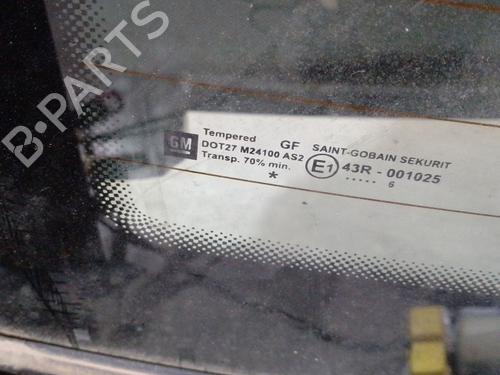 B-PARTS
GM
Tempered GF SAINT-GOBAIN SEKURIT
DOT27 M24100 AS2 E1 43R - 001025
Transp. 70% min. ..... 6
*